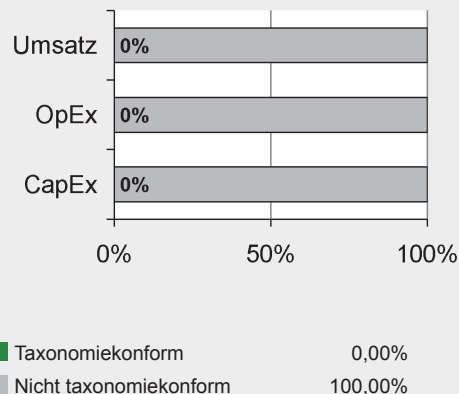 Umsatz 0%
OpEx 0%
CapEx 0%
0% 50% 100%
Taxonomiekonform 0,00%
Nicht taxonomiekonform 100,00%